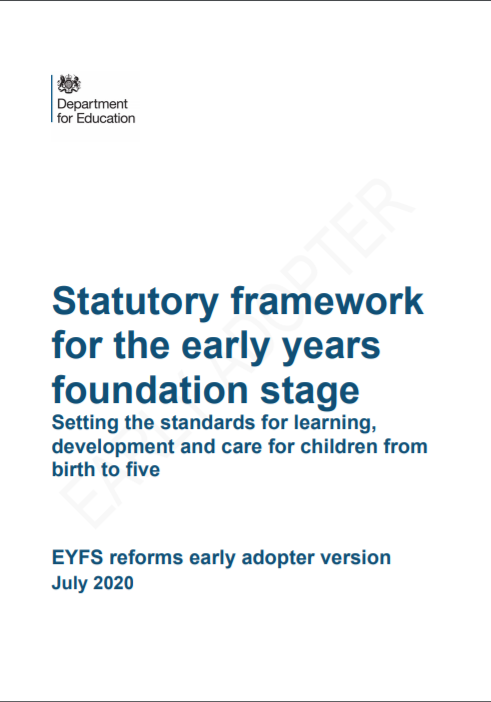 Department
for Education
Statutory framework
for the early years
foundation stage
Setting the standards for learning,
development and care for children from
birth to five
EARLY ADOPTER
EYFS reforms early adopter version
July 2020